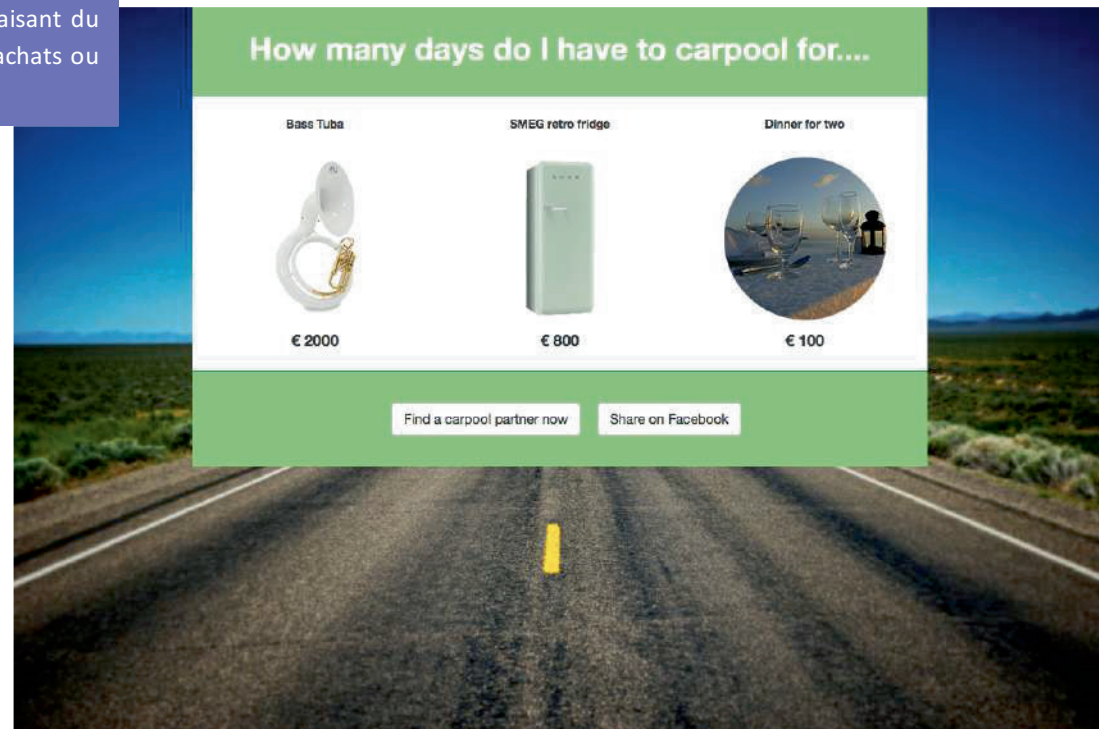 aisant du
achats ou
How many days do I have to carpool for....
Bass Tuba
SMEG retro fridge
Dinner for two
€ 2000
€ 800
€ 100
Find a carpool partner now
Share on Facebook